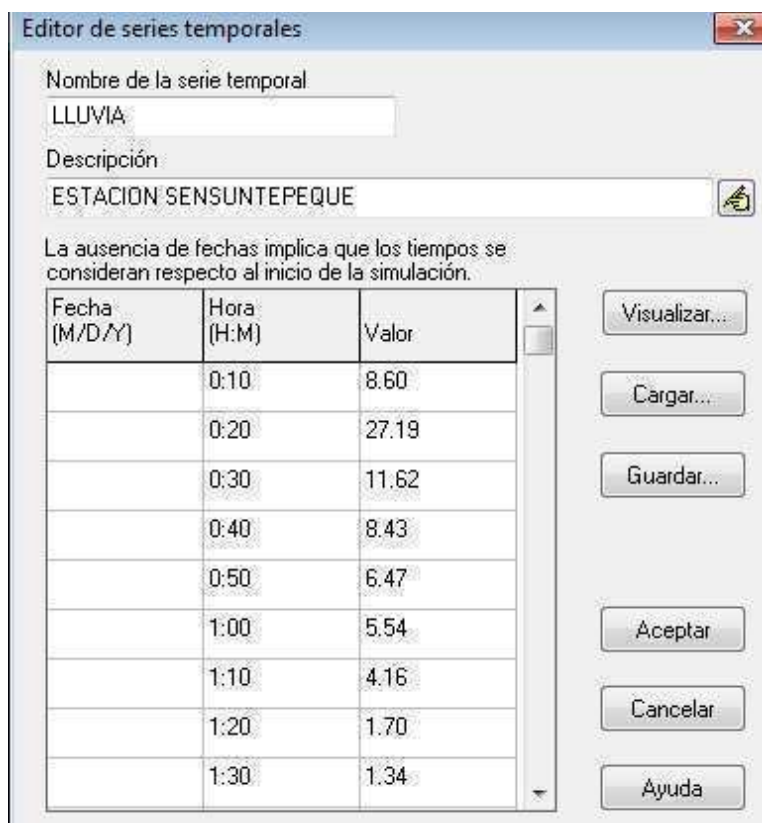 Editor de series temporales
Nombre de la serie temporal
LLUVIA
Descripción
ESTACION SENSUNTEPEQUE
La ausencia de fechas implica que los tiempos se
consideran respecto al inicio de la simulación.
Fecha (M/D/Y) Hora (H:M) Valor
0:10 8.60
0:20 27.19
0:30 11.62
0:40 8.43
0:50 6.47
1:00 5.54
1:10 4.16
1:20 1.70
1:30 1.34
Visualizar...
Cargar...
Guardar...
Aceptar
Cancelar
Ayuda